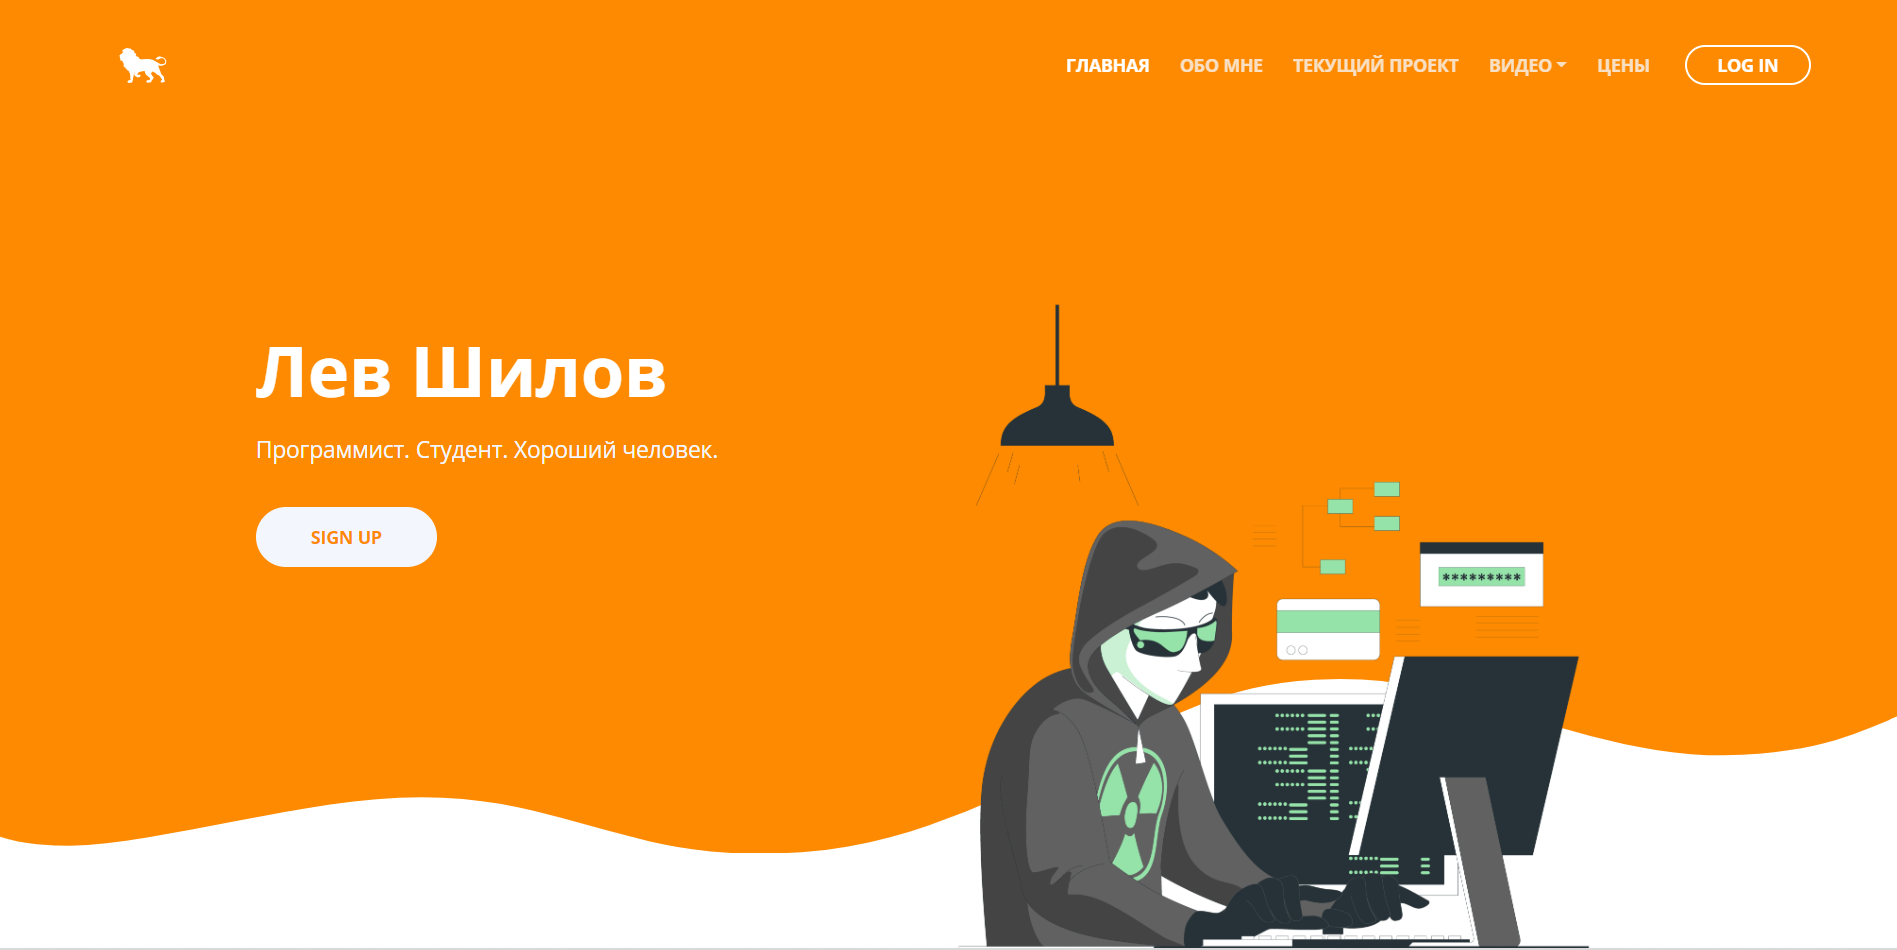 ГЛАВНАЯ ОБО МНЕ ТЕКУЩИЙ ПРОЕКТ ВИДЕО ЦЕНЫ LOG IN
Лев Шилов
Программист. Студент. Хороший человек.
SIGN UP
*********